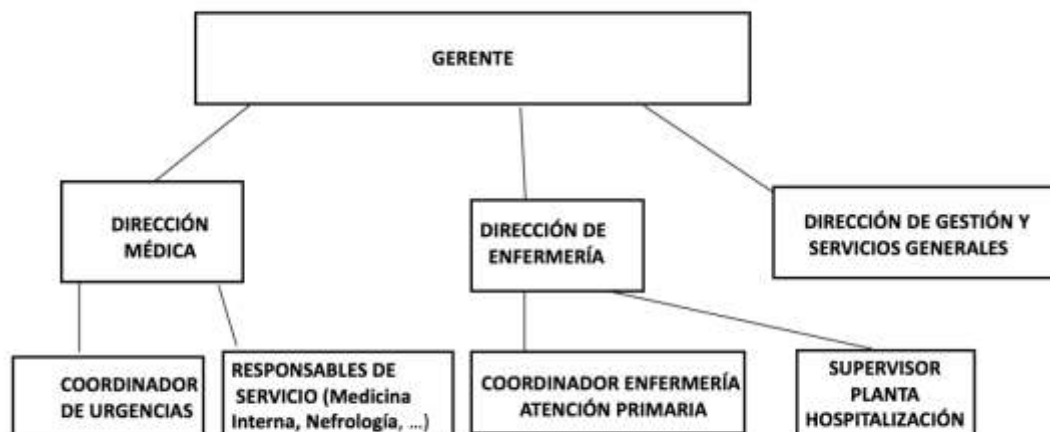 GERENTE
DIRECCIÓN
MÉDICA
DIRECCIÓN DE
ENFERMERÍA
DIRECCIÓN DE GESTIÓN Y
SERVICIOS GENERALES
COORDINADOR
DE URGENCIAS
RESPONSABLES DE
SERVICIO (Medicina
Interna, Nefrología, ...)
COORDINADOR ENFERMERÍA
ATENCIÓN PRIMARIA
SUPERVISOR
PLANTA
HOSPITALIZACIÓN